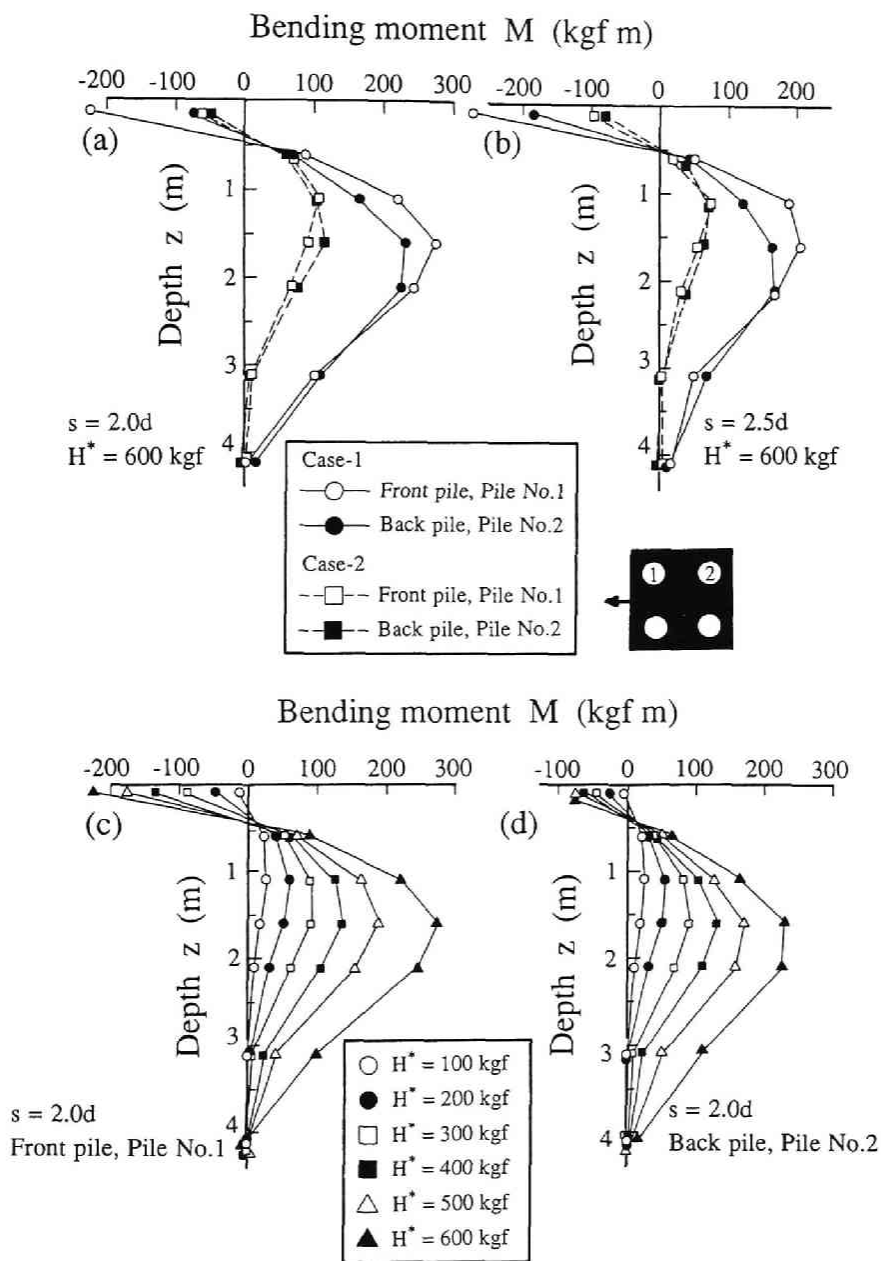 Bending moment M (kgf m)
-200 -100 0 100 200 300
-100 0 100 200
(a)
(b)
Depth z (m)
1
2
3
4
Depth z (m)
1
2
3
4
s = 2.0d
H* = 600 kgf
s = 2.5d
H* = 600 kgf
Case-1
Front pile, Pile No.1
Back pile, Pile No.2
Case-2
Front pile, Pile No.1
Back pile, Pile No.2
1 2
Bending moment M (kgf m)
-200 -100 0 100 200 300
-100 0 100 200 300
(c)
(d)
Depth z (m)
1
2
3
4
Depth z (m)
1
2
3
4
s = 2.0d
Front pile, Pile No.1
s = 2.0d
Back pile, Pile No.2
H* = 100 kgf
H* = 200 kgf
H* = 300 kgf
H* = 400 kgf
H* = 500 kgf
H* = 600 kgf